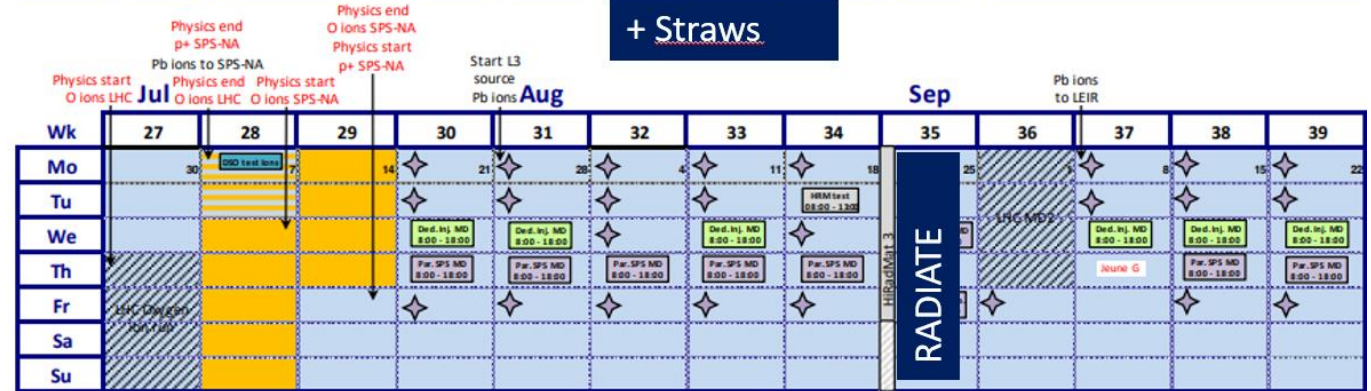 + Straws
Physics end
p+ SPS-NA
Pb ions to SPS-NA
Physics end
O ions SPS-NA
Physics start
p+ SPS-NA
Start L3
source
Pb ions
Pb ions
to LEIR
Physics start
O ions LHC
Physics end
O ions LHC
Physics start
O ions SPS-NA
Jul
Aug
Sep
Wk 27 28 29 30 31 32 33 34 35 36 37 38 39
Mo 30 DSO test ions 7 14 21 28 4 11 18 25 1 8 15 22
Tu HRM test
08:00 - 13:00
LHC MD2
We Ded. Inj. MD
8:00 - 18:00
Ded. Inj. MD
8:00 - 18:00
Ded. Inj. MD
8:00 - 18:00
MD
Ded. Inj. MD
8:00 - 18:00
Ded. Inj. MD
8:00 - 18:00
Ded. Inj. MD
8:00 - 18:00
Th Par. SPS MD
8:00 - 18:00
Par. SPS MD
8:00 - 18:00
Par. SPS MD
8:00 - 18:00
Par. SPS MD
8:00 - 18:00
Par. SPS MD
8:00 - 18:00
Jeune G
Par. SPS MD
8:00 - 18:00
Par. SPS MD
8:00 - 18:00
Fr LHC Oxygen
ion run
Sa
Su
HiRadMat 3
RADIATE